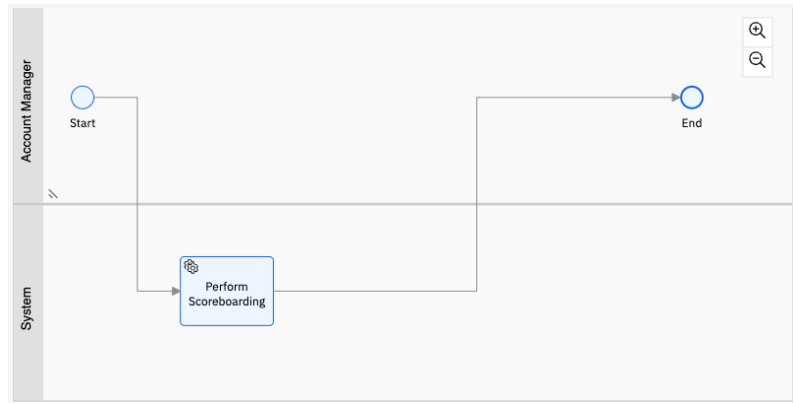 Account Manager
Start
End
System
Perform
Scoreboarding